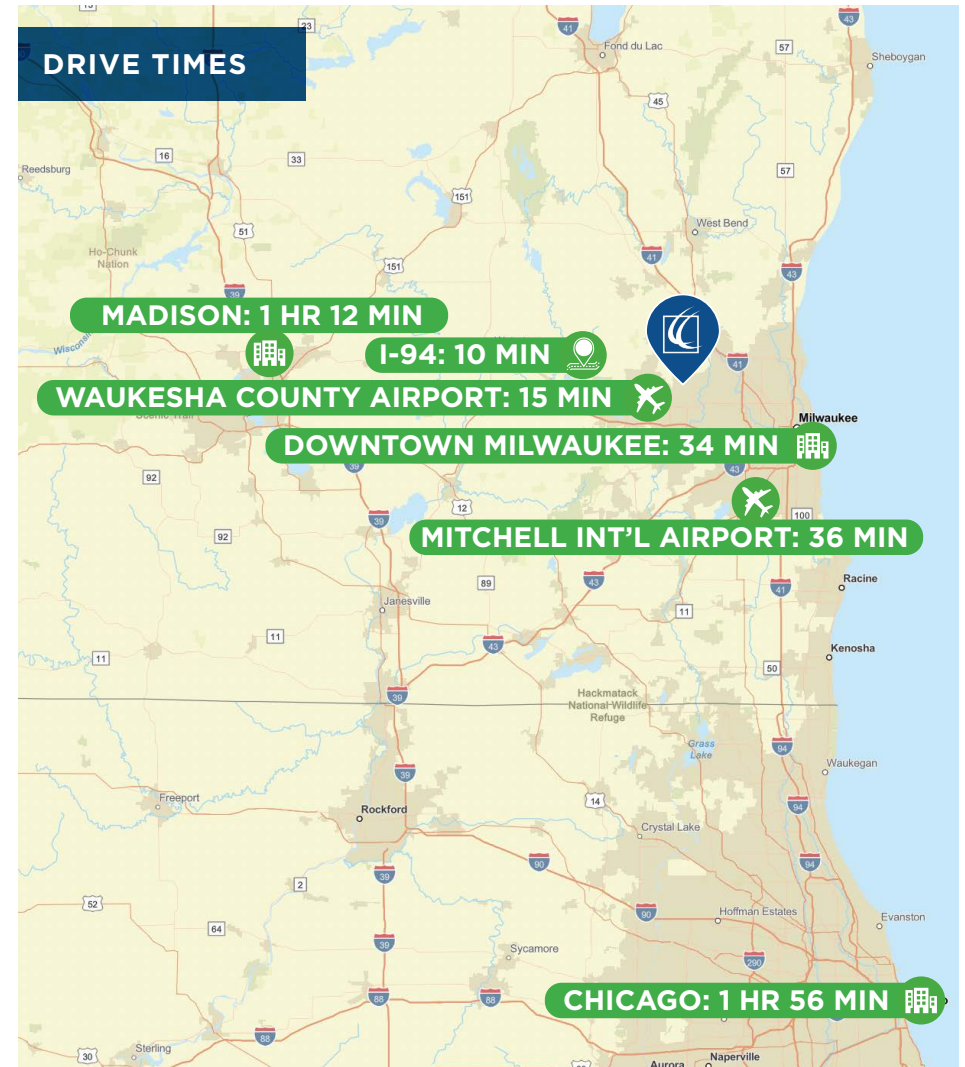 23
41
43
DRIVE TIMES
Fond du Lac
57
Sheboygan
45
16
33
Reedsburg
57
151
51
West Bend
Ho-Chunk
Nation
41
151
43
39
MADISON: 1 HR 12 MIN
I-94: 10 MIN
41
WAUKESHA COUNTY AIRPORT: 15 MIN
Milwaukee
DOWNTOWN MILWAUKEE: 34 MIN
39
43
92
12
100
39
92
MITCHELL INT'L AIRPORT: 36 MIN
43
89
41
Racine
Janesville
11
11
43
Kenosha
11
50
39
Hackmatack
National Wildlife
Refuge
Grass
Lake
94
39
Waukegan
Freeport
14
94
Rockford
Crystal Lake
90
94
39
2
52
90
Hoffman Estates
Evanston
64
39
Sycamore
290
88
88
CHICAGO: 1 HR 56 MIN
88
30
Sterling
Naperville
Aurora